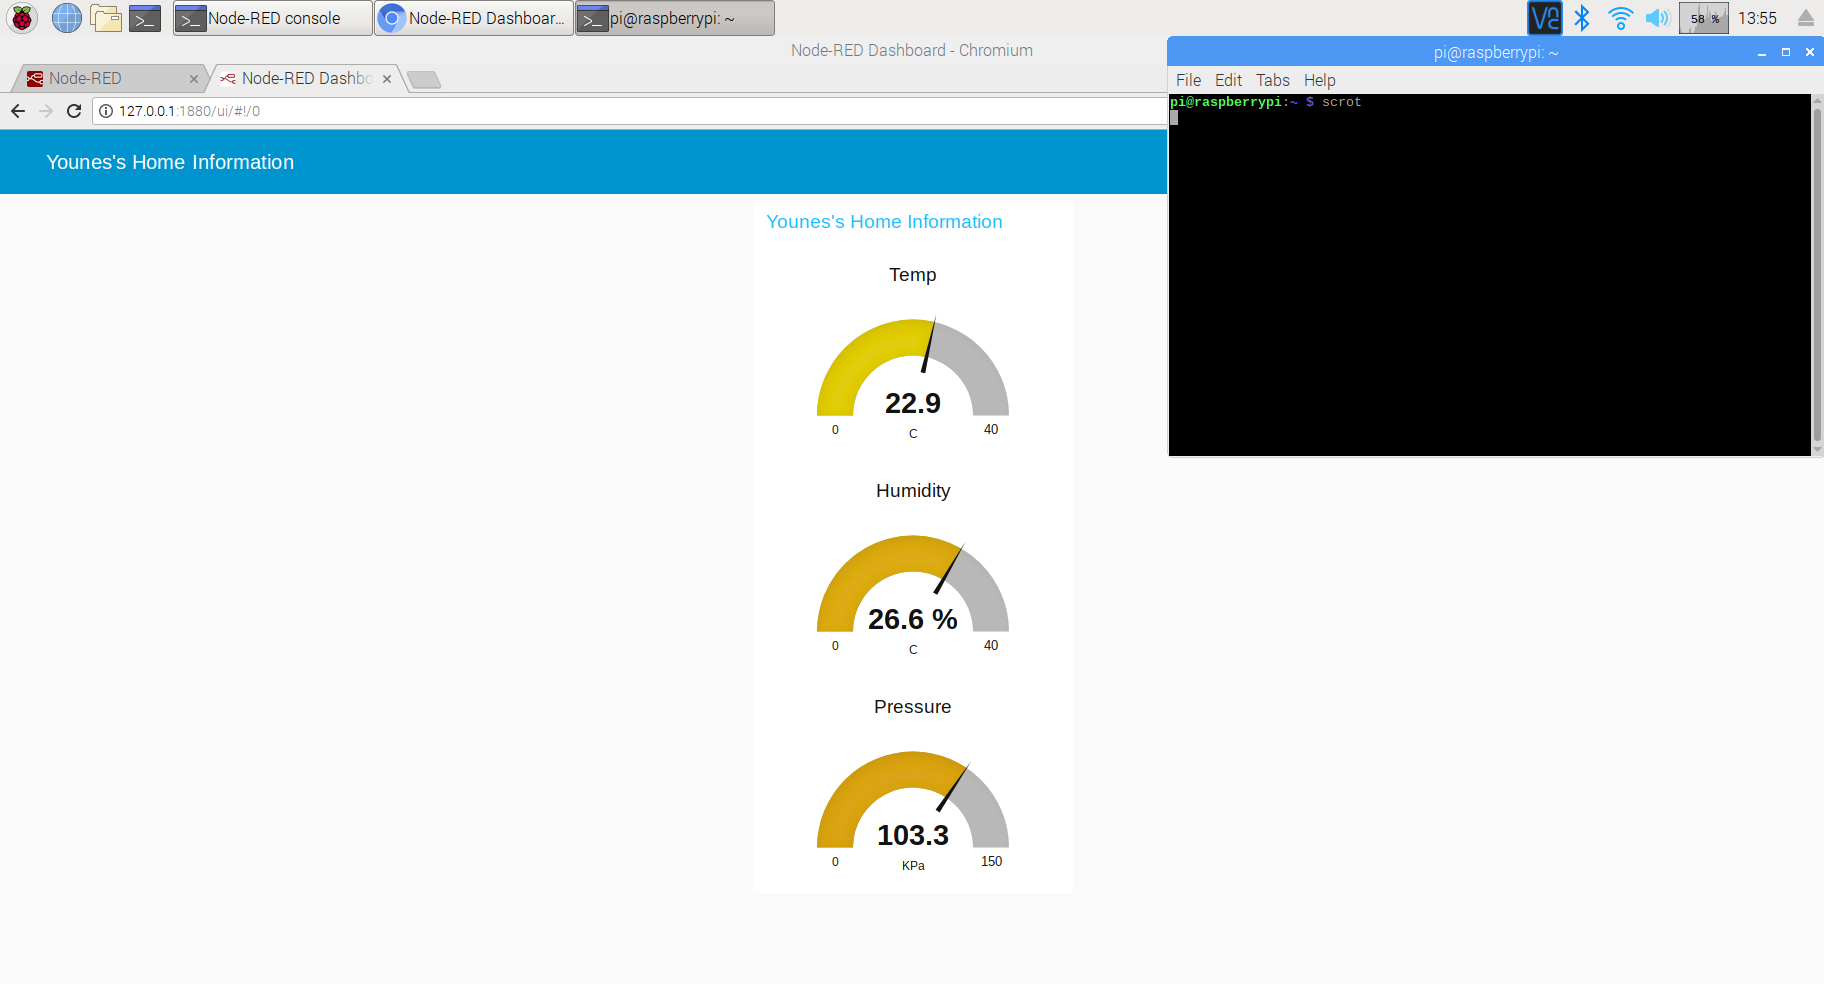 Node-RED console
Node-RED Dashboar...
pi@raspberrypi: ~
58 %
13:55
Node-RED Dashboard - Chromium
pi@raspberrypi: ~
Node-RED
Node-RED Dashbo
File Edit Tabs Help
127.0.0.1:1880/ui/#!/0
pi@raspberrypi:~ $ scrot
Younes's Home Information
Younes's Home Information
Temp
22.9
0
C
40
Humidity
26.6 %
0
C
40
Pressure
103.3
0
KPa
150